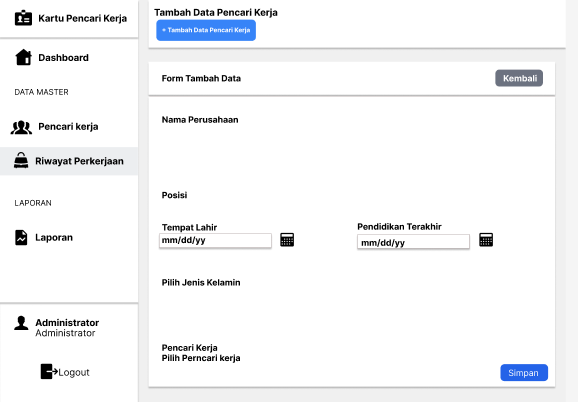 Kartu Pencari Kerja
Dashboard
DATA MASTER
Pencari kerja
Riwayat Perkerjaan
LAPORAN
Laporan
Administrator
Administrator
Logout
Tambah Data Pencari Kerja
+ Tambah Data Pencari Kerja
Form Tambah Data
Kembali
Nama Perusahaan
Posisi
Tempat Lahir
mm/dd/yy
Pendidikan Terakhir
mm/dd/yy
Pilih Jenis Kelamin
Pencari Kerja
Pilih Perncari kerja
Simpan